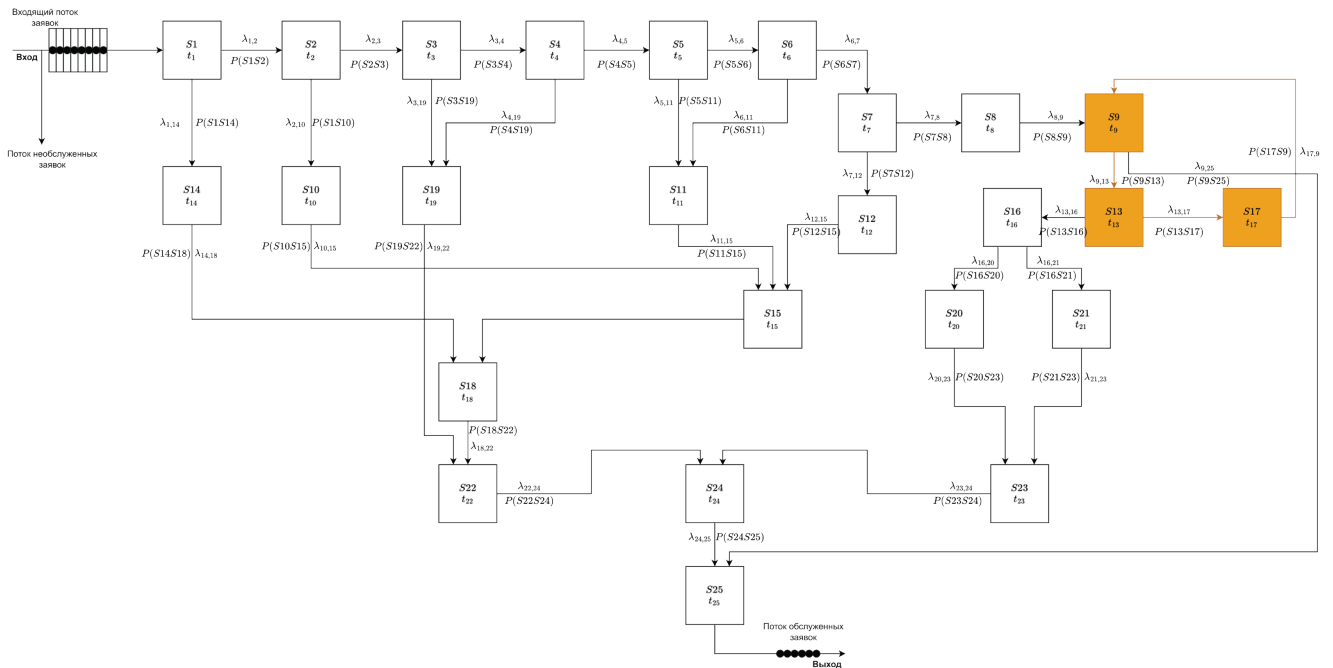 Входящий поток
заявок
Вход
Поток необслуженных
заявок
S1
t₁
λ₁,₂
P(S1S2)
S2
t₂
λ₂,₃
P(S2S3)
S3
t₃
λ₃,₄
P(S3S4)
S4
t₄
λ₄,₅
P(S4S5)
S5
t₅
λ₅,₆
P(S5S6)
S6
t₆
λ₆,₇
P(S6S7)
λ₁,₁₄ P(S1S14)
λ₂,₁₀ P(S1S10)
λ₃,₁₉ P(S3S19)
λ₄,₁₉
P(S4S19)
λ₅,₁₁ P(S5S11)
λ₆,₁₁
P(S6S11)
S7
t₇
λ₇,₈
P(S7S8)
S8
t₈
λ₈,₉
P(S8S9)
S9
t₉
P(S17S9) λ₁₇,₉
λ₇,₁₂ P(S7S12)
λ₉,₁₃ P(S9S13)
λ₉,₂₅
P(S9S25)
S14
t₁₄
S10
t₁₀
S19
t₁₉
S11
t₁₁
S12
t₁₂
S16
t₁₆
λ₁₃,₁₆
P(S13S16)
S13
t₁₃
λ₁₃,₁₇
P(S13S17)
S17
t₁₇
P(S14S18) λ₁₄,₁₈
P(S10S15) λ₁₀,₁₅
P(S19S22) λ₁₉,₂₂
λ₁₁,₁₅
P(S11S15)
λ₁₂,₁₅
P(S12S15)
λ₁₆,₂₀
P(S16S20)
λ₁₆,₂₁
P(S16S21)
S15
t₁₅
S20
t₂₀
S21
t₂₁
S18
t₁₈
λ₂₀,₂₃ P(S20S23)
P(S21S23) λ₂₁,₂₃
P(S18S22)
λ₁₈,₂₂
S22
t₂₂
λ₂₂,₂₄
P(S22S24)
S24
t₂₄
λ₂₃,₂₄
P(S23S24)
S23
t₂₃
λ₂₄,₂₅ P(S24S25)
S25
t₂₅
Поток обслуженных
заявок
Выход